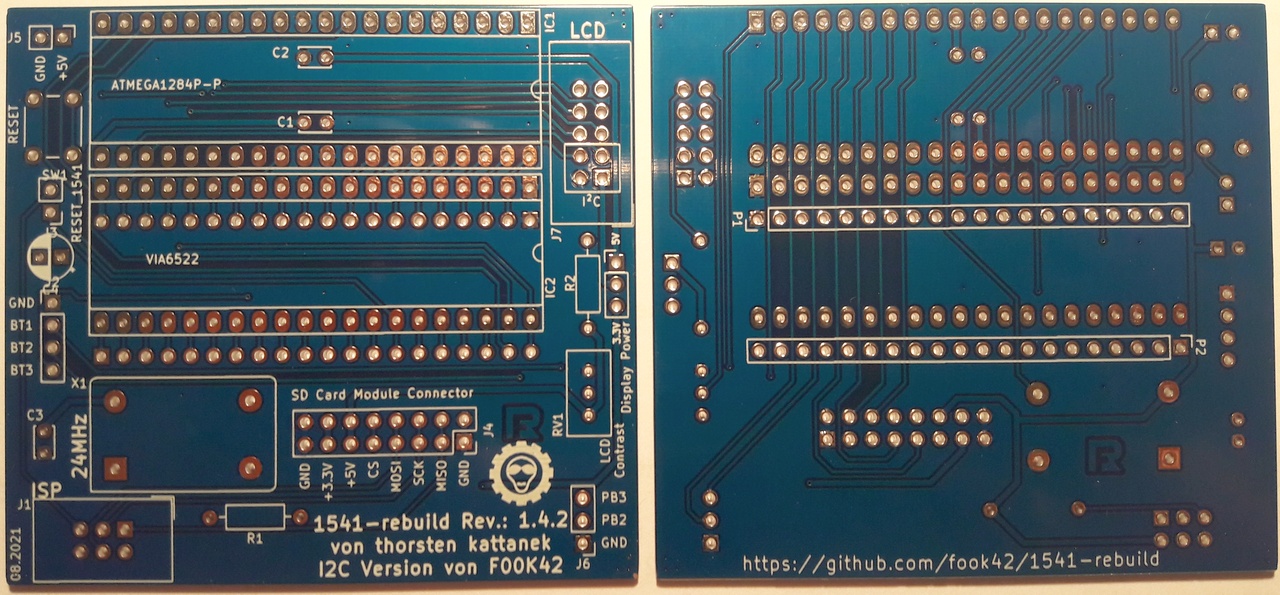 J5
GND
+5V
IC1
LCD
C2
ATMEGA1284P-P
C1
RESET
RESET_1541
I²C
J7
VIA6522
IC2
R2
5V
3.3V
Display Power
GND
BT1
BT2
BT3
X1
24MHz
C3
SD Card Module Connector
J4
GND
+3.3V
+5V
CS
MOSI
SCK
MISO
GND
RV1
LCD
Contrast
ISP
J1
08.2021
R1
1541-rebuild Rev.: 1.4.2
von thorsten kattanek
I2C Version von F00K42
PB3
PB2
GND
J6
P1
P2
FR
https://github.com/fook42/1541-rebuild